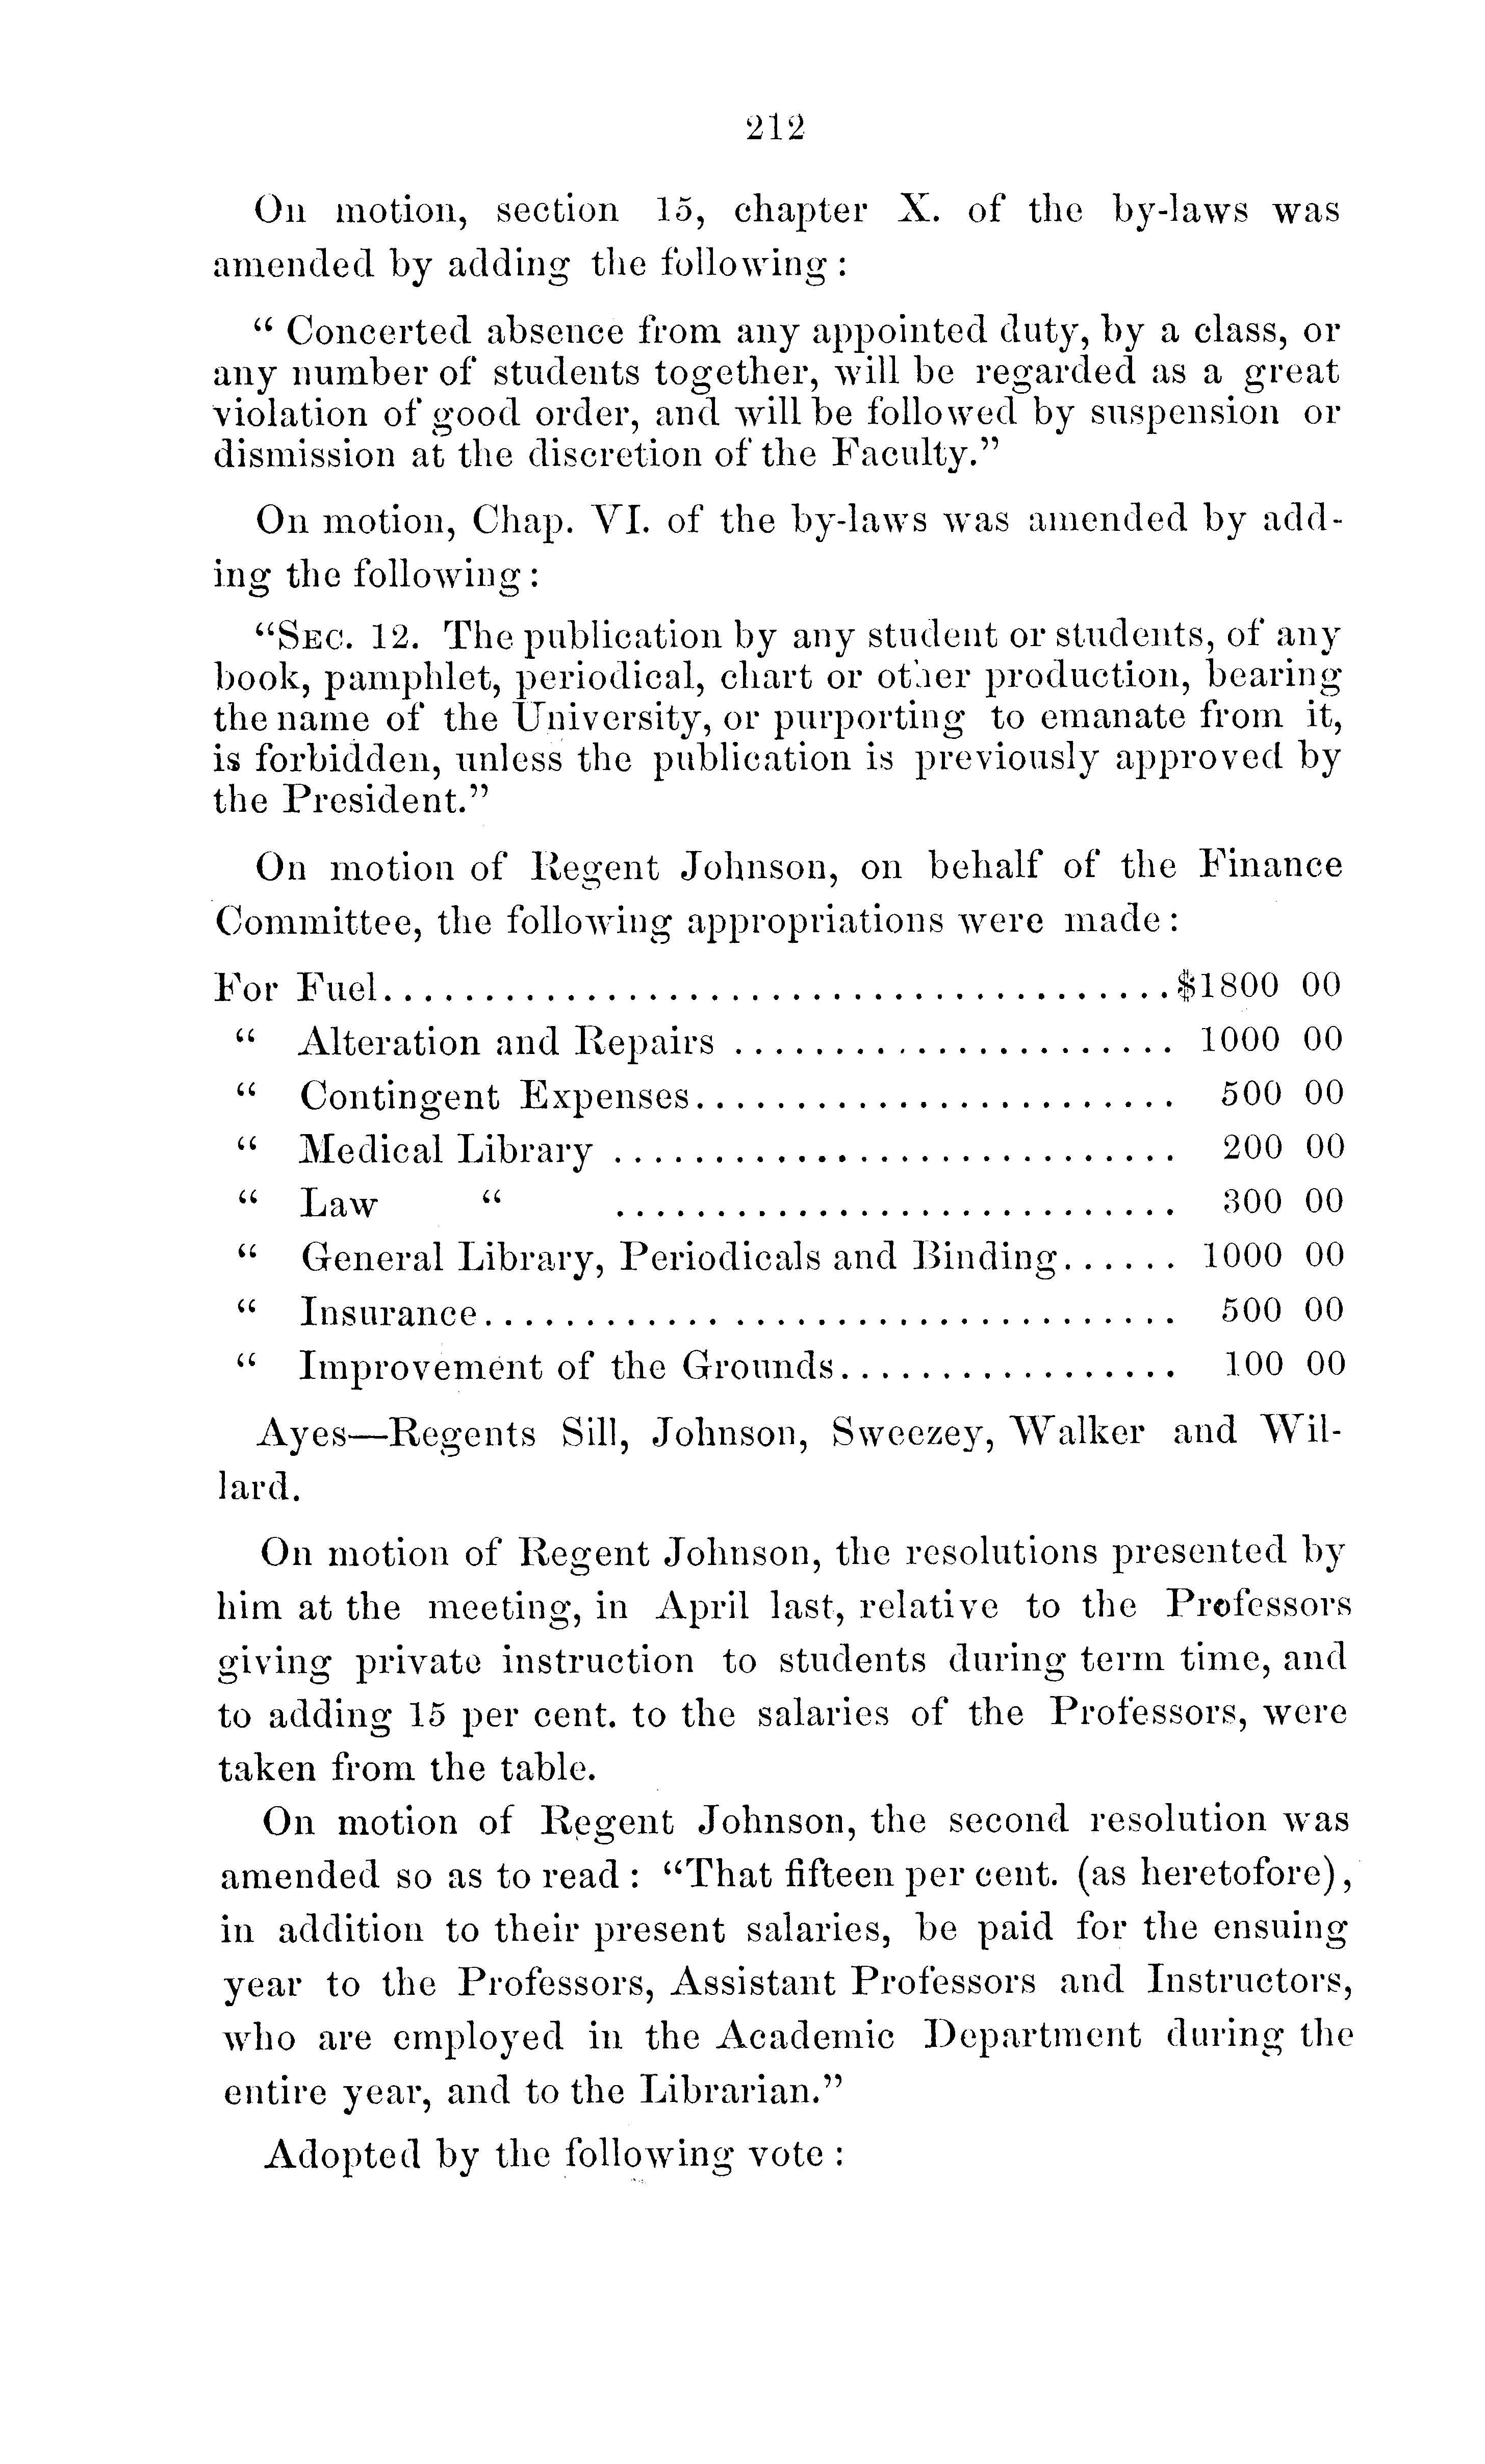 212
On motion, section 15, chapter X. of the by-laws was
amended by adding the following :
“ Concerted absence from any appointed duty, by a class, or
any number of students together, will be regarded as a great
violation of good order, and will be followed by suspension or
dismission at the discretion of the Faculty.”
On motion, Chap. VI. of the by-laws was amended by add-
ing the following :
“SEC. 12. The publication by any student or students, of any
book, pamphlet, periodical, chart or other production, bearing
the name of the University, or purporting to emanate from it,
is forbidden, unless the publication is previously approved by
the President.”
On motion of Regent Johnson, on behalf of the Finance
Committee, the following appropriations were made :
For Fuel....................................... $1800 00
“ Alteration and Repairs ...................... 1000 00
“ Contingent Expenses........................ 500 00
“ Medical Library ............................ 200 00
“ Law “ ............................ 300 00
“ General Library, Periodicals and Binding...... 1000 00
“ Insurance.................................. 500 00
“ Improvement of the Grounds................. 100 00
Ayes—Regents Sill, Johnson, Sweezey, Walker and Wil-
lard.
On motion of Regent Johnson, the resolutions presented by
him at the meeting, in April last, relative to the Professors
giving private instruction to students during term time, and
to adding 15 per cent. to the salaries of the Professors, were
taken from the table.
On motion of Regent Johnson, the second resolution was
amended so as to read : “That fifteen per cent. (as heretofore),
in addition to their present salaries, be paid for the ensuing
year to the Professors, Assistant Professors and Instructors,
who are employed in the Academic Department during the
entire year, and to the Librarian.”
Adopted by the following vote :